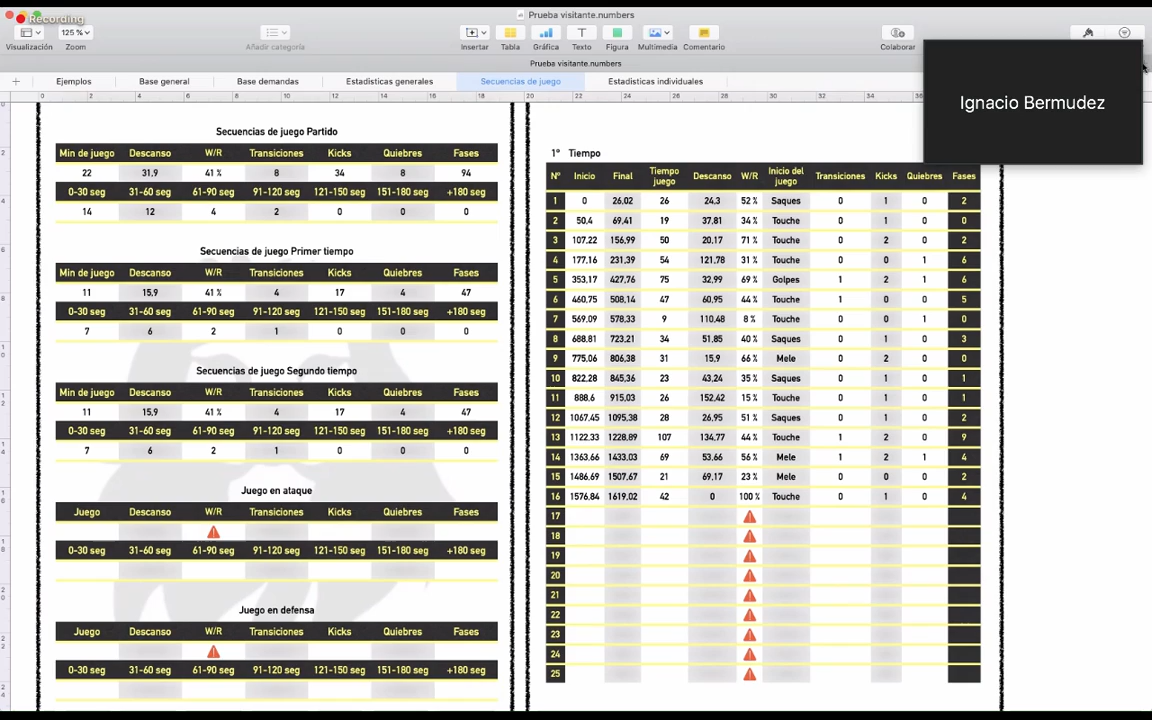 Recording
Prueba visitante.numbers
125 %
Visualización Zoom Añadir categoría Insertar Tabla Gráfica Texto Figura Multimedia Comentario Colaborar
Prueba visitante.numbers
Ejemplos Base general Base demandas Estadisticas generales Secuencias de juego Estadisticas individuales
0 2 4 6 8 10 12 14 16 18 22 24 26 28 30 32 34 36
Ignacio Bermudez
Secuencias de juego Partido
Min de juego Descanso W/R Transiciones Kicks Quiebres Fases
22 31,9 41 % 8 34 8 94
0-30 seg 31-60 seg 61-90 seg 91-120 seg 121-150 seg 151-180 seg +180 seg
14 12 4 2 0 0 0
Secuencias de juego Primer tiempo
Min de juego Descanso W/R Transiciones Kicks Quiebres Fases
11 15,9 41 % 4 17 4 47
0-30 seg 31-60 seg 61-90 seg 91-120 seg 121-150 seg 151-180 seg +180 seg
7 6 2 1 0 0 0
Secuencias de juego Segundo tiempo
Min de juego Descanso W/R Transiciones Kicks Quiebres Fases
11 15,9 41 % 4 17 4 47
0-30 seg 31-60 seg 61-90 seg 91-120 seg 121-150 seg 151-180 seg +180 seg
7 6 2 1 0 0 0
Juego en ataque
Juego Descanso W/R Transiciones Kicks Quiebres Fases
0-30 seg 31-60 seg 61-90 seg 91-120 seg 121-150 seg 151-180 seg +180 seg
Juego en defensa
Juego Descanso W/R Transiciones Kicks Quiebres Fases
0-30 seg 31-60 seg 61-90 seg 91-120 seg 121-150 seg 151-180 seg +180 seg
1º Tiempo
Nº Inicio Final Tiempo juego Descanso W/R Inicio del juego Transiciones Kicks Quiebres Fases
1 0 26,02 26 24,3 52 % Saques 0 1 0 2
2 50,4 69,41 19 37,81 34 % Touche 0 1 0 0
3 107,22 156,99 50 20,17 71 % Touche 0 2 0 2
4 177,16 231,39 54 121,78 31 % Touche 0 0 1 6
5 353,17 427,76 75 32,99 69 % Golpes 1 2 1 6
6 460,75 508,14 47 60,95 44 % Touche 1 0 0 5
7 569,09 578,33 9 110,48 8 % Touche 0 0 1 0
8 688,81 723,21 34 51,85 40 % Saques 0 1 0 3
9 775,06 806,38 31 15,9 66 % Mele 0 2 0 0
10 822,28 845,36 23 43,24 35 % Saques 0 1 0 1
11 888,6 915,03 26 152,42 15 % Touche 0 1 0 1
12 1067,45 1095,38 28 26,95 51 % Saques 0 1 0 2
13 1122,33 1228,89 107 134,77 44 % Touche 1 2 0 9
14 1363,66 1433,03 69 53,66 56 % Mele 1 2 1 4
15 1486,69 1507,67 21 69,17 23 % Mele 0 0 0 2
16 1576,84 1619,02 42 0 100 % Touche 0 1 0 4
17
18
19
20
21
22
23
24
25